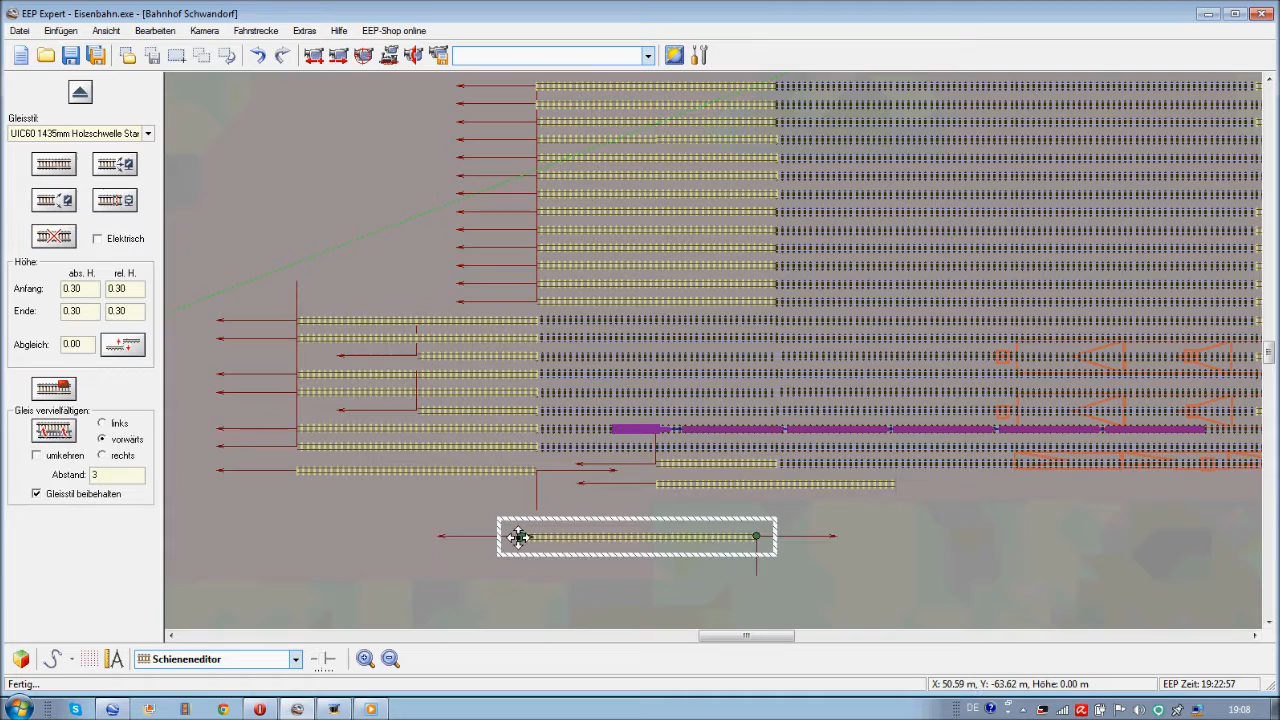 EEP Expert - Eisenbahn.exe - [Bahnhof Schwandorf]
Datei Einfügen Ansicht Bearbeiten Kamera Fahrstrecke Extras Hilfe EEP-Shop online
Gleisstil:
UIC60 1435mm Holzschwelle Star
Elektrisch
Höhe:
abs. H. rel. H.
Anfang: 0.30 0.30
Ende: 0.30 0.30
Abgleich: 0.00
Gleis vervielfältigen:
links
vorwärts
umkehren rechts
Abstand: 3
Gleisstil beibehalten
Schieneneditor
Fertig... X: 50.59 m, Y: -63.62 m, Höhe: 0.00 m EEP Zeit: 19:22:57
DE 19:08